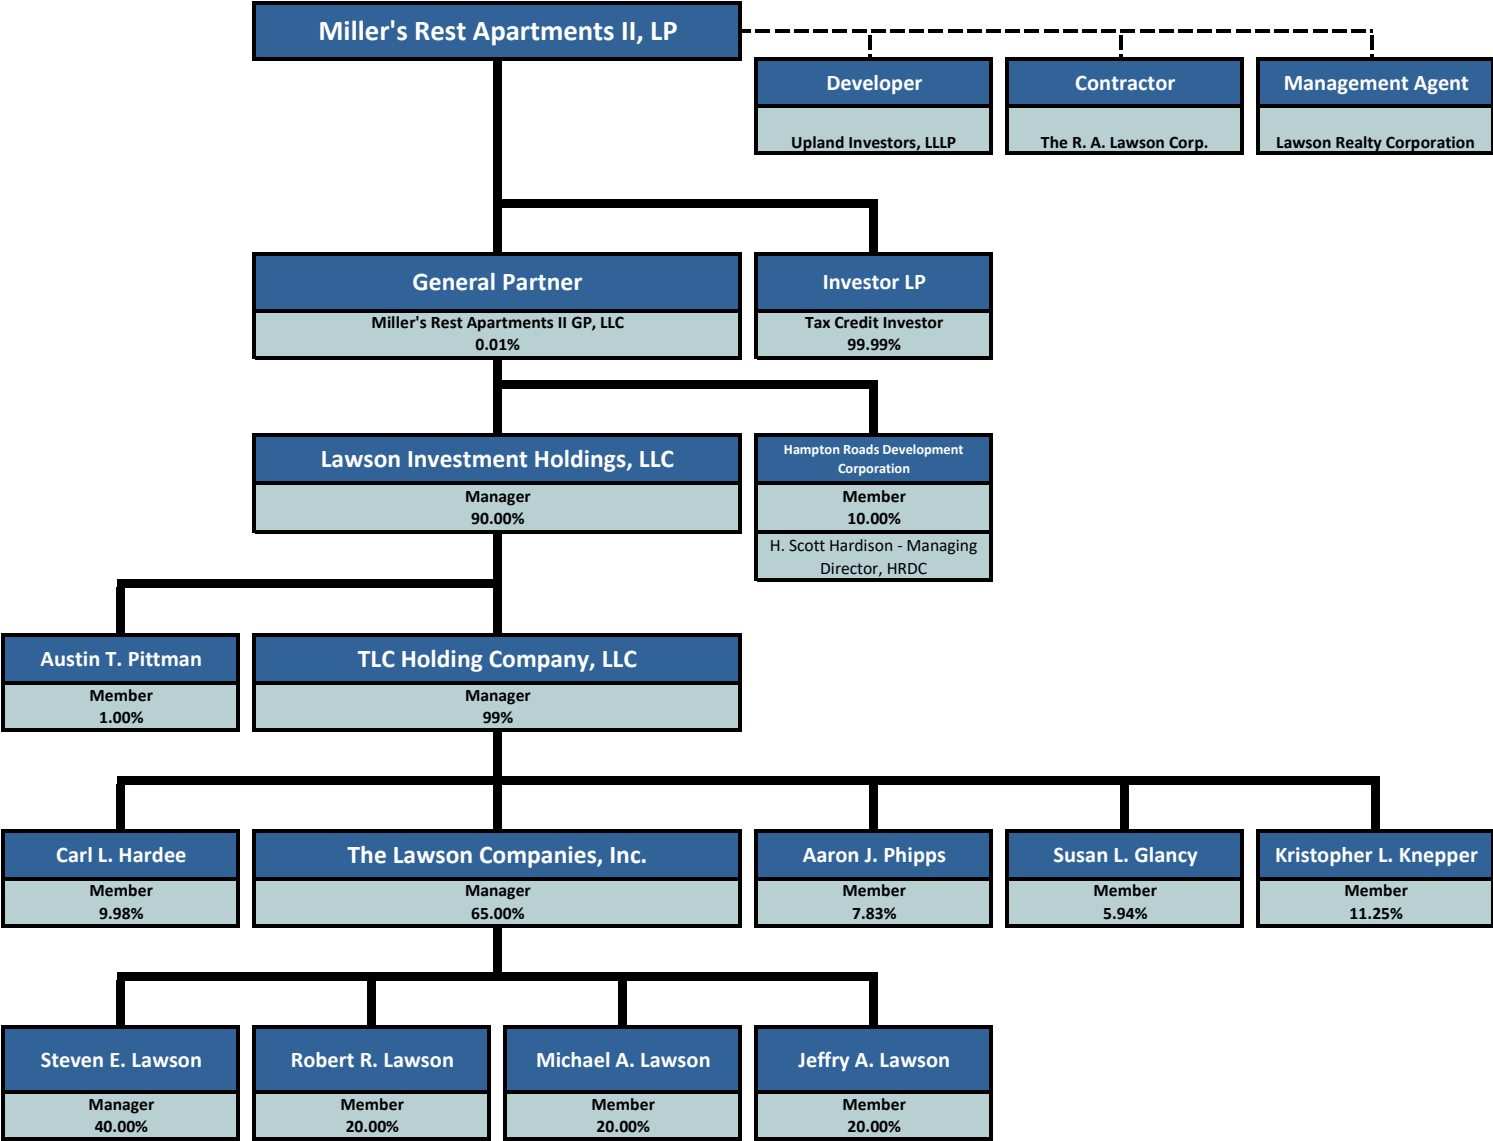 Miller's Rest Apartments II, LP
Developer
Upland Investors, LLLP
Contractor
The R. A. Lawson Corp.
Management Agent
Lawson Realty Corporation
General Partner
Miller's Rest Apartments II GP, LLC
0.01%
Investor LP
Tax Credit Investor
99.99%
Lawson Investment Holdings, LLC
Manager
90.00%
Hampton Roads Development
Corporation
Member
10.00%
H. Scott Hardison - Managing
Director, HRDC
Austin T. Pittman
Member
1.00%
TLC Holding Company, LLC
Manager
99%
Carl L. Hardee
Member
9.98%
The Lawson Companies, Inc.
Manager
65.00%
Aaron J. Phipps
Member
7.83%
Susan L. Glancy
Member
5.94%
Kristopher L. Knepper
Member
11.25%
Steven E. Lawson
Manager
40.00%
Robert R. Lawson
Member
20.00%
Michael A. Lawson
Member
20.00%
Jeffry A. Lawson
Member
20.00%